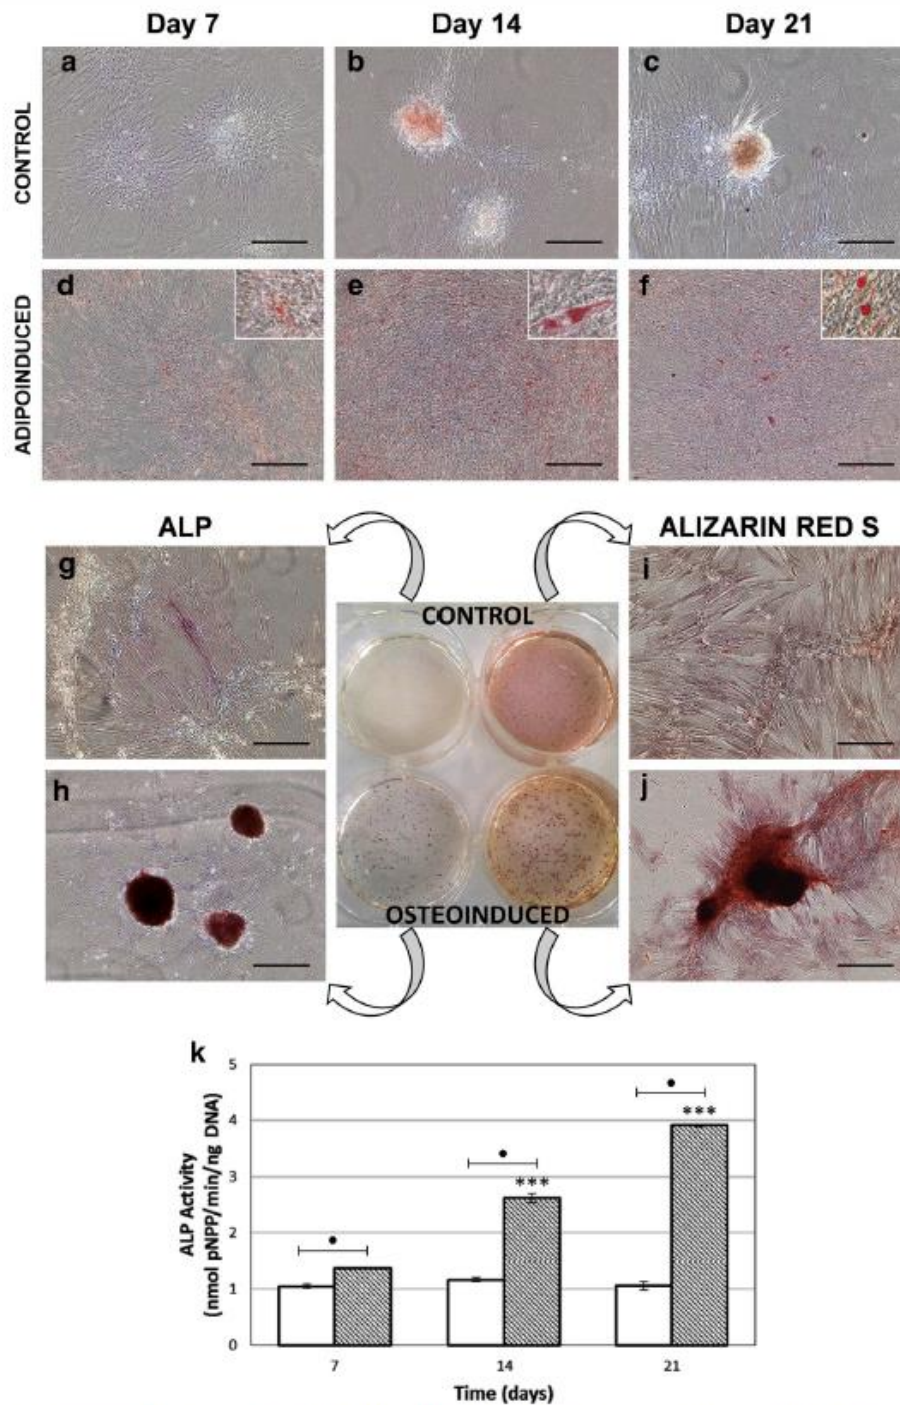 Day 7
Day 14
Day 21
CONTROL
a
b
c
ADIPOINDUCED
d
e
f
ALP
ALIZARIN RED S
g
i
CONTROL
h
j
OSTEOINDUCED
k
ALP Activity
(nmol pNPP/min/ng DNA)
5
4
3
2
1
0
•
•
***
•
***
7
14
21
Time (days)